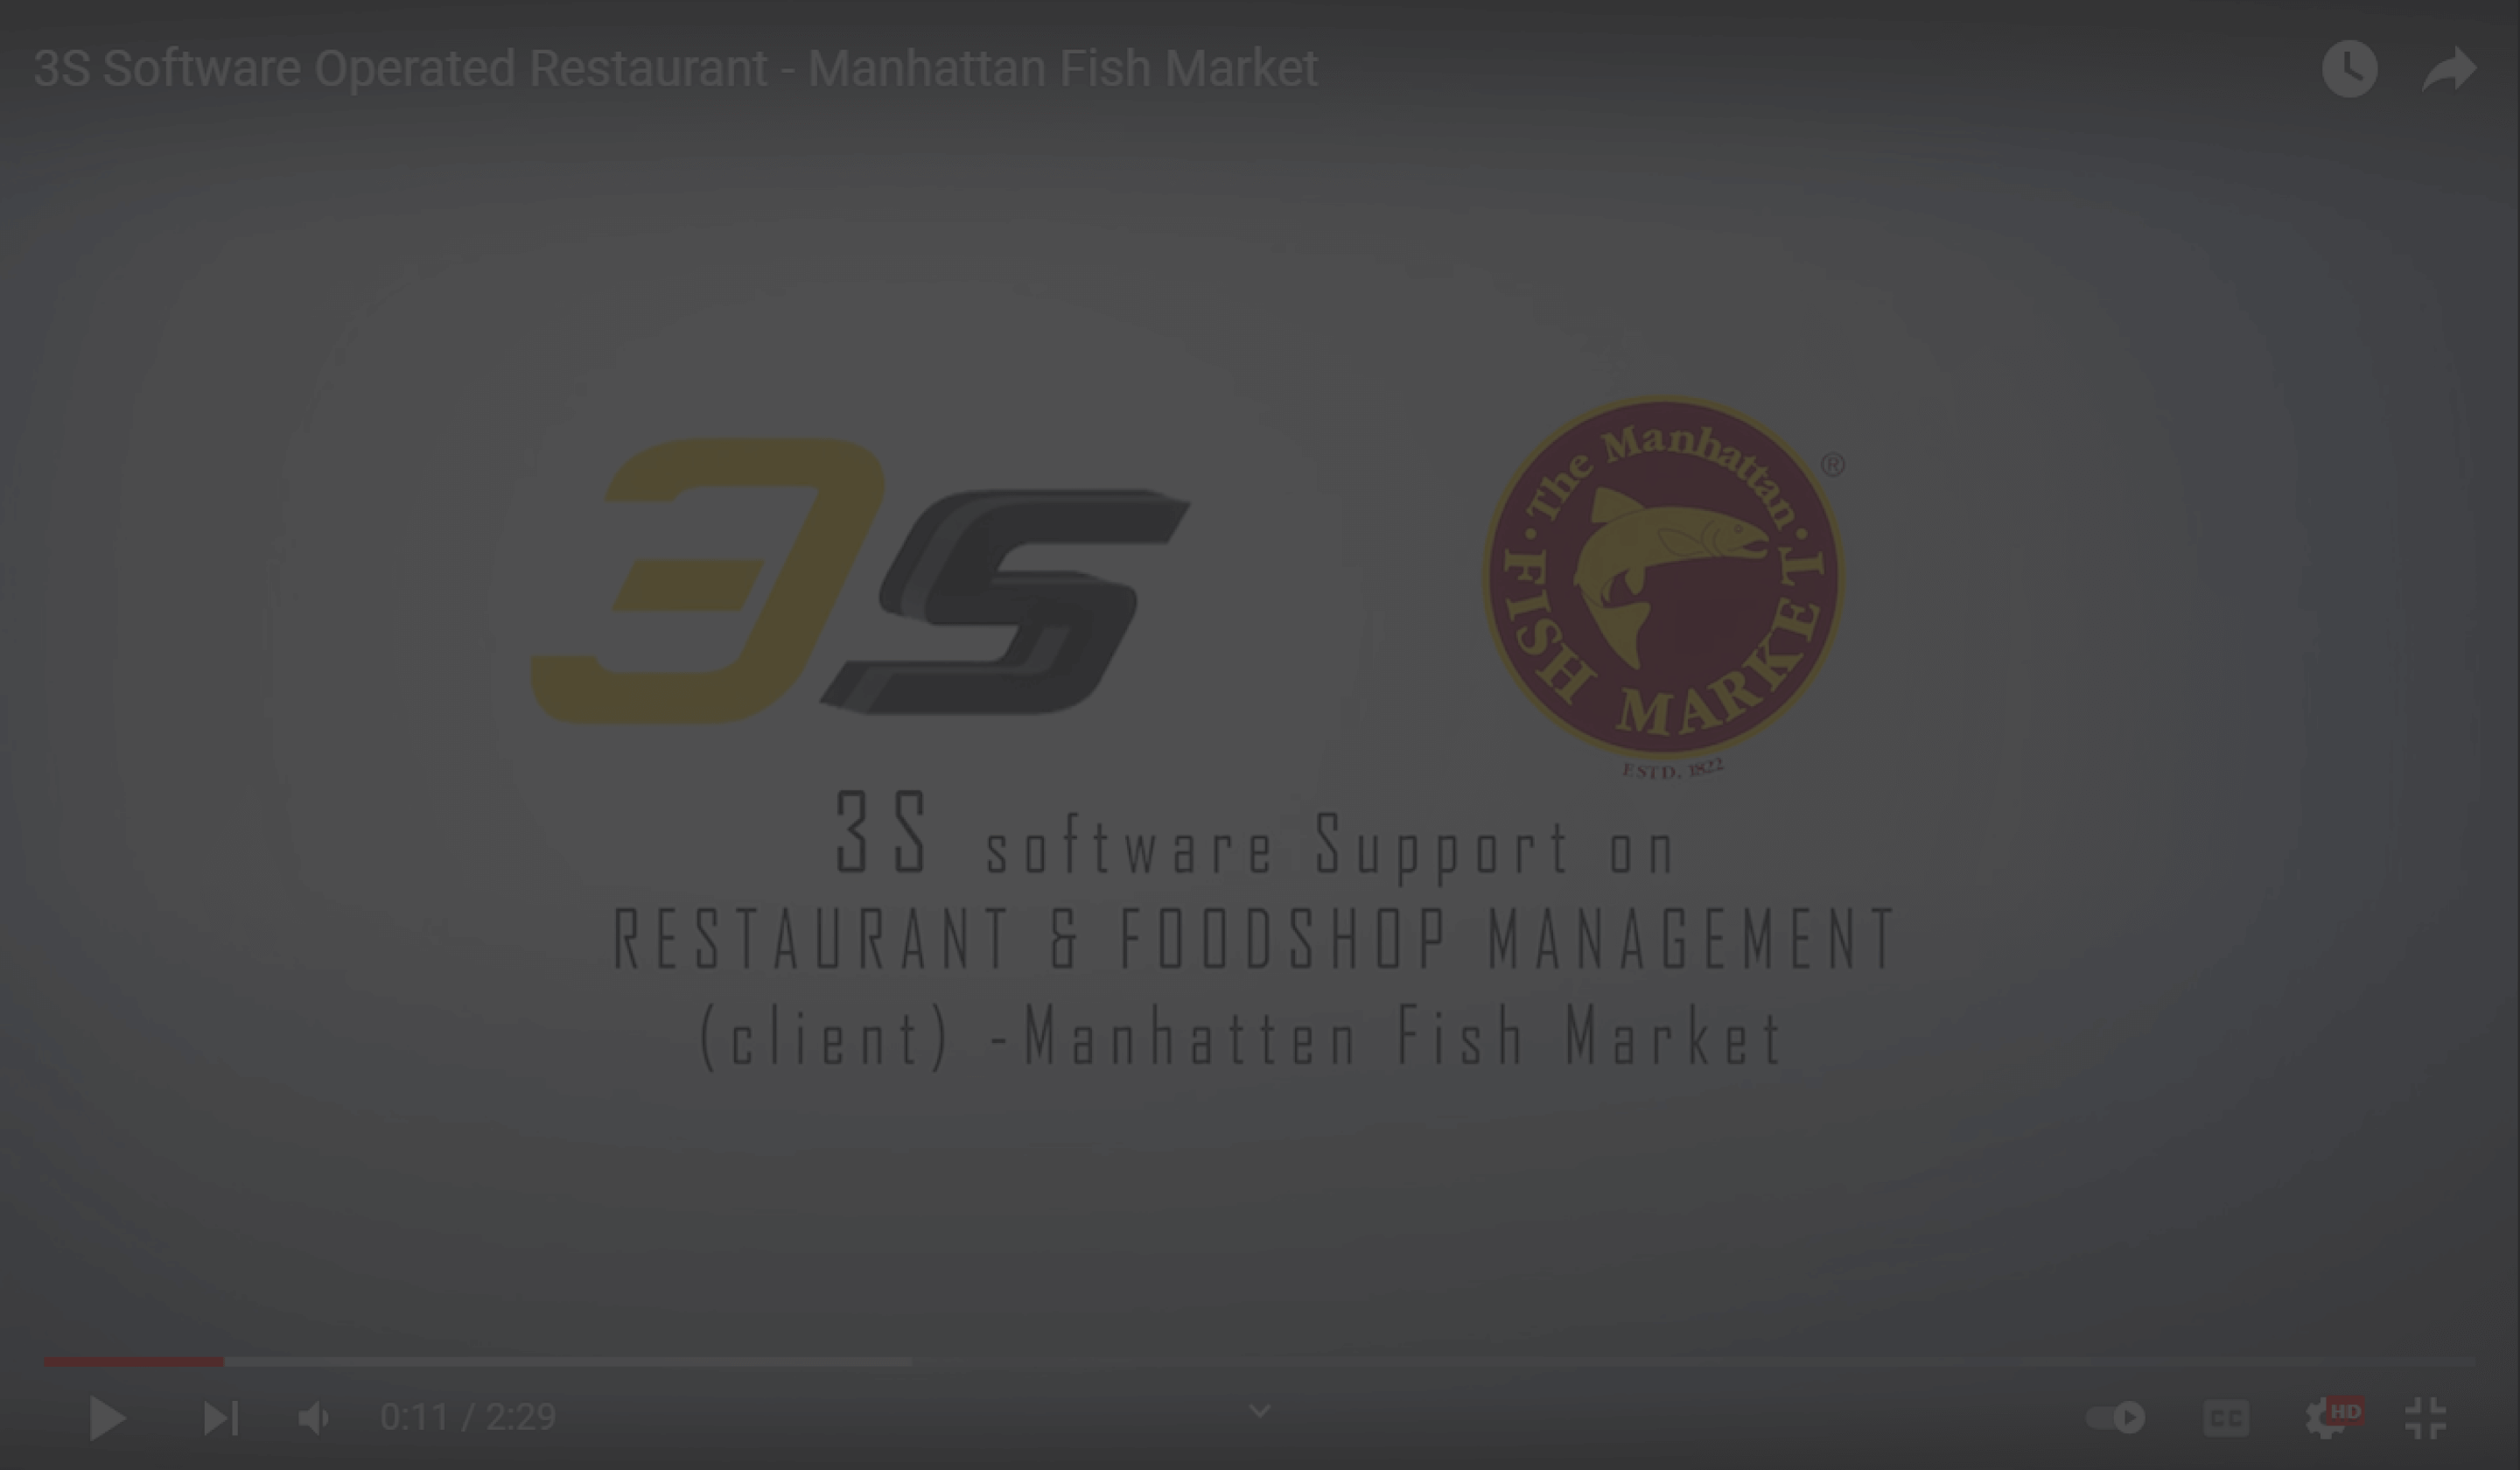 3S Software Operated Restaurant - Manhattan Fish Market
3S
The Manhattan
FISH MARKET
®
ESTD. 1822
3S software Support on
RESTAURANT & FOODSHOP MANAGEMENT
(client) -Manhatten Fish Market
0:11 / 2:29
CC
HD